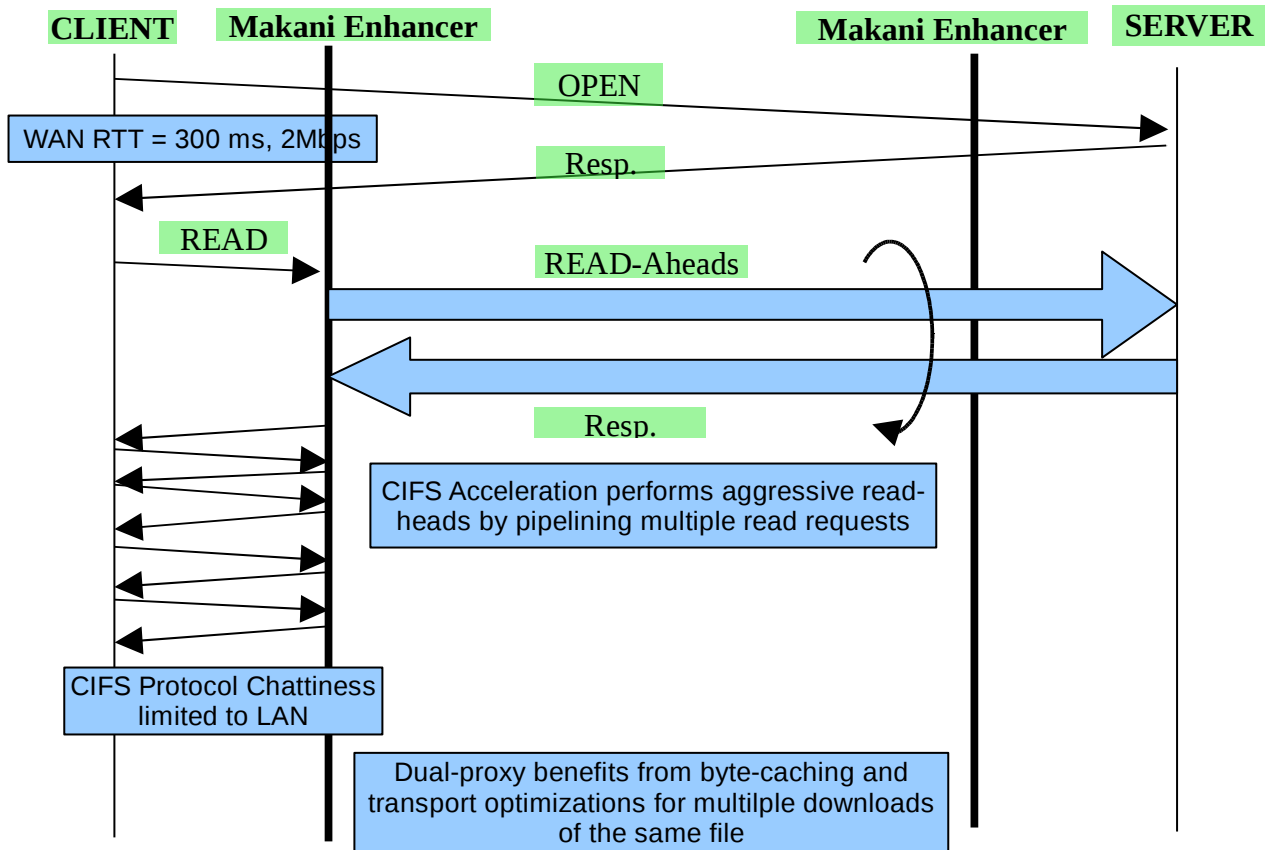 CLIENT
Makani Enhancer
Makani Enhancer
SERVER
OPEN
WAN RTT = 300 ms, 2Mbps
Resp.
READ
READ-Aheads
Resp.
CIFS Acceleration performs aggressive read-
heads by pipelining multiple read requests
CIFS Protocol Chattiness
limited to LAN
Dual-proxy benefits from byte-caching and
transport optimizations for multilple downloads
of the same file